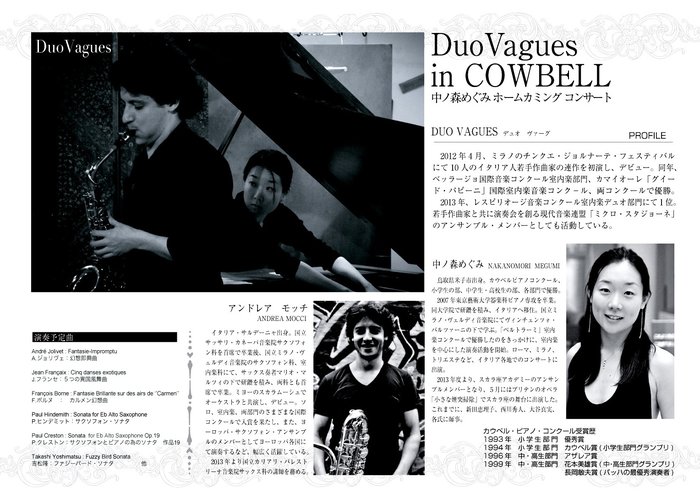 DuoVagues
DuoVagues
in COWBELL
中ノ森めぐみ ホームカミング コンサート
DUO VAGUES デュオ ヴァーグ
PROFILE
2012年4月、ミラノのチンクエ・ジョルナーテ・フェスティバル
にて10人のイタリア人若手作曲家の連作を初演し、デビュー。同年、
ベッラージョ国際音楽コンクール室内楽部門、カマイオーレ「グイー
ド・パピーニ」国際室内楽音楽コンクール、両コンクールで優勝。
2013年、レスピリオージ音楽コンクール室内楽デュオ部門にて1位。
若手作曲家と共に演奏会を創る現代音楽連盟「ミクロ・スタジョーネ」
のアンサンブル・メンバーとしても活動している。
中ノ森めぐみ NAKANOMORI MEGUMI
鳥取県米子市出身。カウベルピアノコンクール、
小学生の部、中学生・高校生の部、各部門で優勝。
2007年東京藝術大学器楽科ピアノ専攻を卒業。
同大学院で研鑽を積み、イタリアへ移住。国立ミラ
ノ・ヴェルディ音楽院にてヴィンチェンツォ・
バルツァーニの下で学ぶ。「ベルトラーミ」室内
楽コンクールで優勝したのをきっかけに、室内楽
を中心にした演奏活動を開始。ローマ、ミラノ、
トリエステなど、イタリア各地でのコンサートに
出演。
2013年度より、スカラ座アカデミーのアンサン
ブルメンバーとなり、5月にはブリテンのオペラ
「小さな煙突掃除」でスカラ座の舞台に出演した。
これまでに、新田恵理子、西川秀人、大谷真実、
各氏に師事。
カウベル・ピアノ・コンクール受賞歴
1993年 小学生部門 優秀賞
1994年 小学生部門 カウベル賞(小学生部門グランプリ)
1996年 中・高生部門 アザレア賞
1999年 中・高生部門 花本美雄賞(中・高生部門グランプリ)
長岡敏夫賞(バッハの最優秀演奏者)
アンドレア モッチ
ANDREA MOCCI
イタリア・サルデーニャ出身。国立
サッサリ・カネーパ音楽院サクソフォ
ン科を首席で卒業後、国立ミラノ・ヴ
ェルディ音楽院のサクソフォン科、室
内楽科にて、サックス奏者マリオ・マ
ルツィの下で研鑽を積み、両科とも首
席で卒業。ミヨーのスカラムーシュで
オーケストラと共演し、デビュー。ソ
ロ、室内楽、両部門のさまざまな国際
コンクールで入賞を果たし、また、ヨ
ーロッパ・サクソフォン・アンサンブ
ルのメンバーとしてヨーロッパ各国に
て演奏するなど、幅広く活躍している。
2013年より国立カリアリ・パレスト
リーナ音楽院サックス科の講師を務める。
演奏予定曲
André Jolivet : Fantasie-Impromptu
A.ジョリヴェ : 幻想即興曲
Jean Françaix : Cinq danses exotiques
J.フランセ : 5つの異国風舞曲
François Borne : Fantasie Brillante sur des airs de "Carmen"
F.ボルヌ : カルメン幻想曲
Paul Hindemith : Sonata for Eb Alto Saxophone
P.ヒンデミット : サクソフォン・ソナタ
Paul Creston : Sonata for Eb Alto Saxophone Op 19
P.クレストン : サクソフォンとピアノの為のソナタ 作品19
Takashi Yoshimatsu : Fuzzy Bird Sonata
吉松隆 : ファジーバード・ソナタ 他